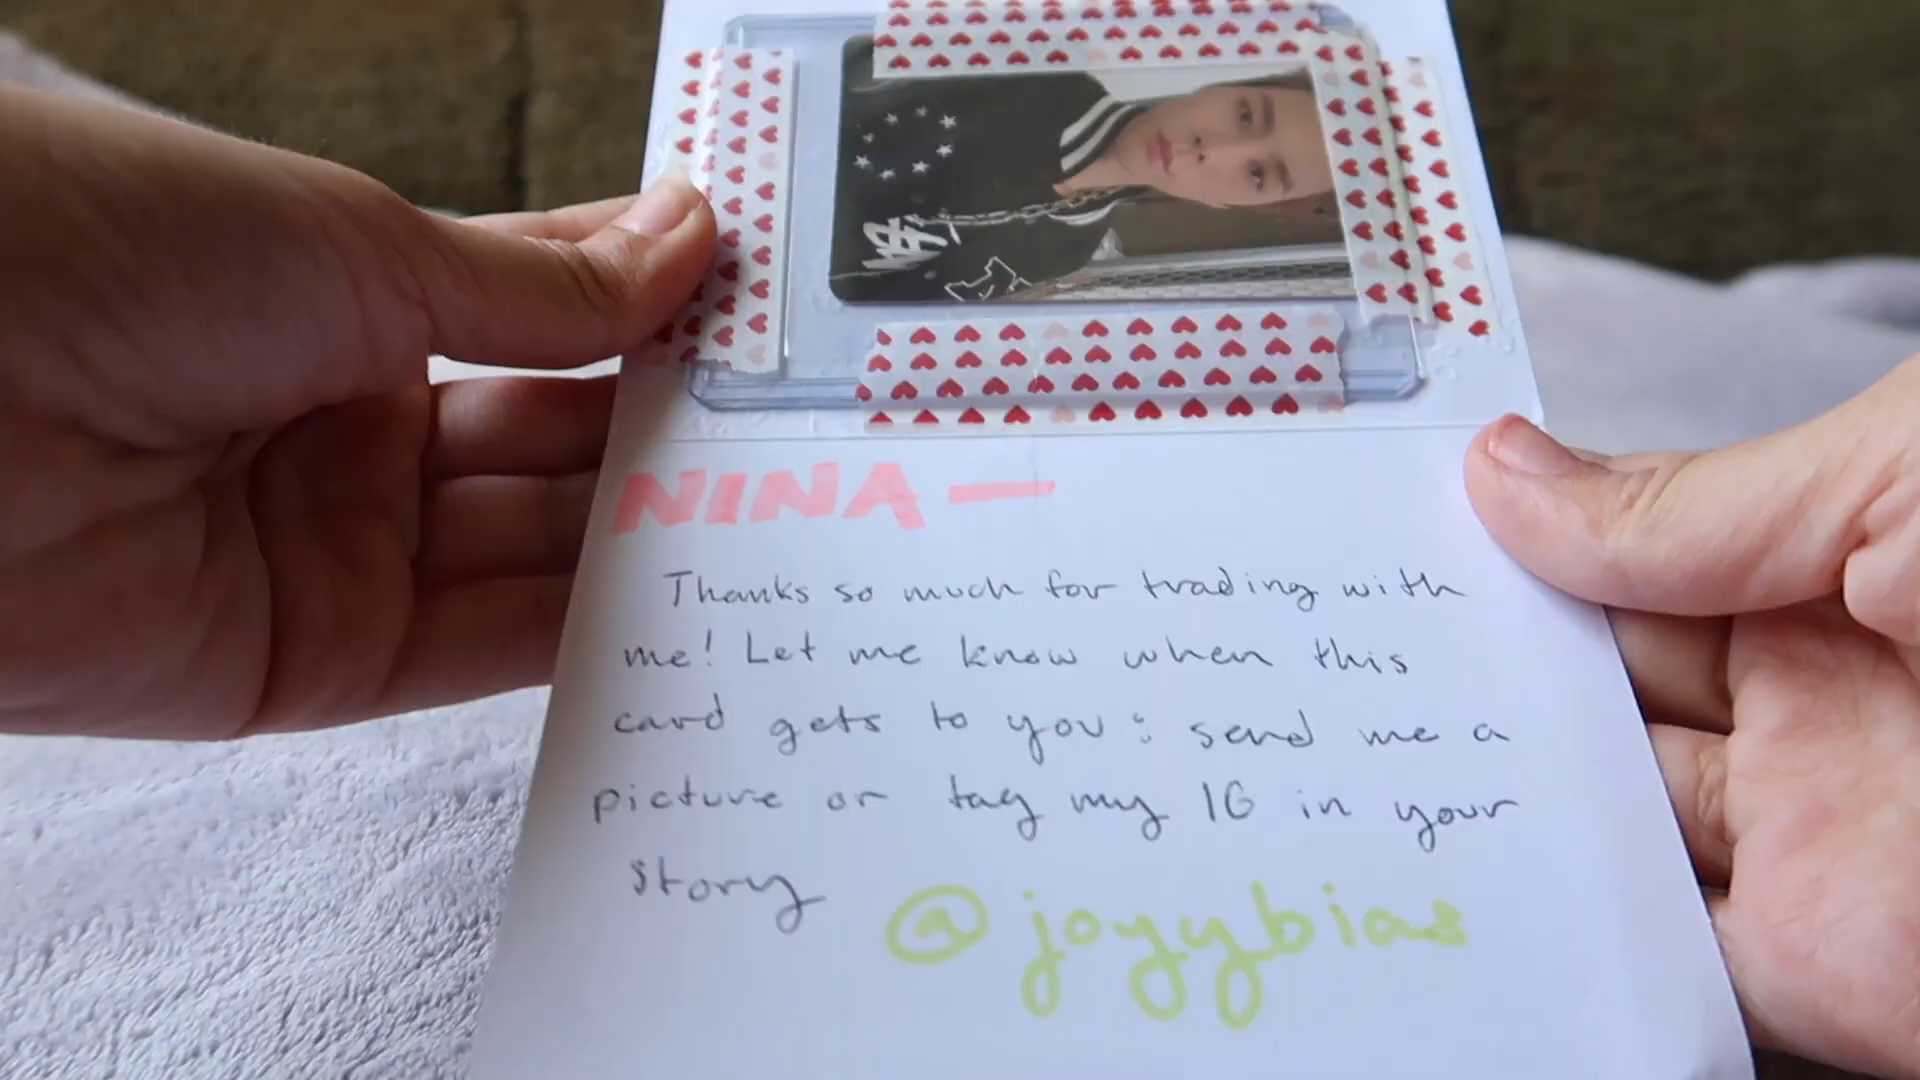 NINA —
Thanks so much for trading with
me! Let me know when this
card gets to you: send me a
picture or tag my IG in your
story
@joyybias